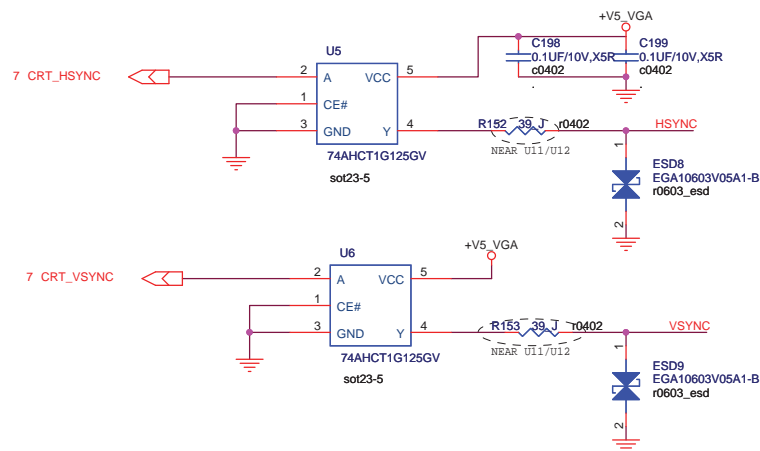 +V5_VGA
U5
C198
0.1UF/10V,X5R
c0402
.
C199
0.1UF/10V,X5R
c0402
.
7 CRT_HSYNC
2 A VCC 5
1 CE#
3 GND Y 4
74AHCT1G125GV
sot23-5
R152 39 J r0402
NEAR U11/U12
HSYNC
1
ESD8
EGA10603V05A1-B
r0603_esd
2
+V5_VGA
U6
7 CRT_VSYNC
2 A VCC 5
1 CE#
3 GND Y 4
74AHCT1G125GV
sot23-5
R153 39 J r0402
NEAR U11/U12
VSYNC
1
ESD9
EGA10603V05A1-B
r0603_esd
2